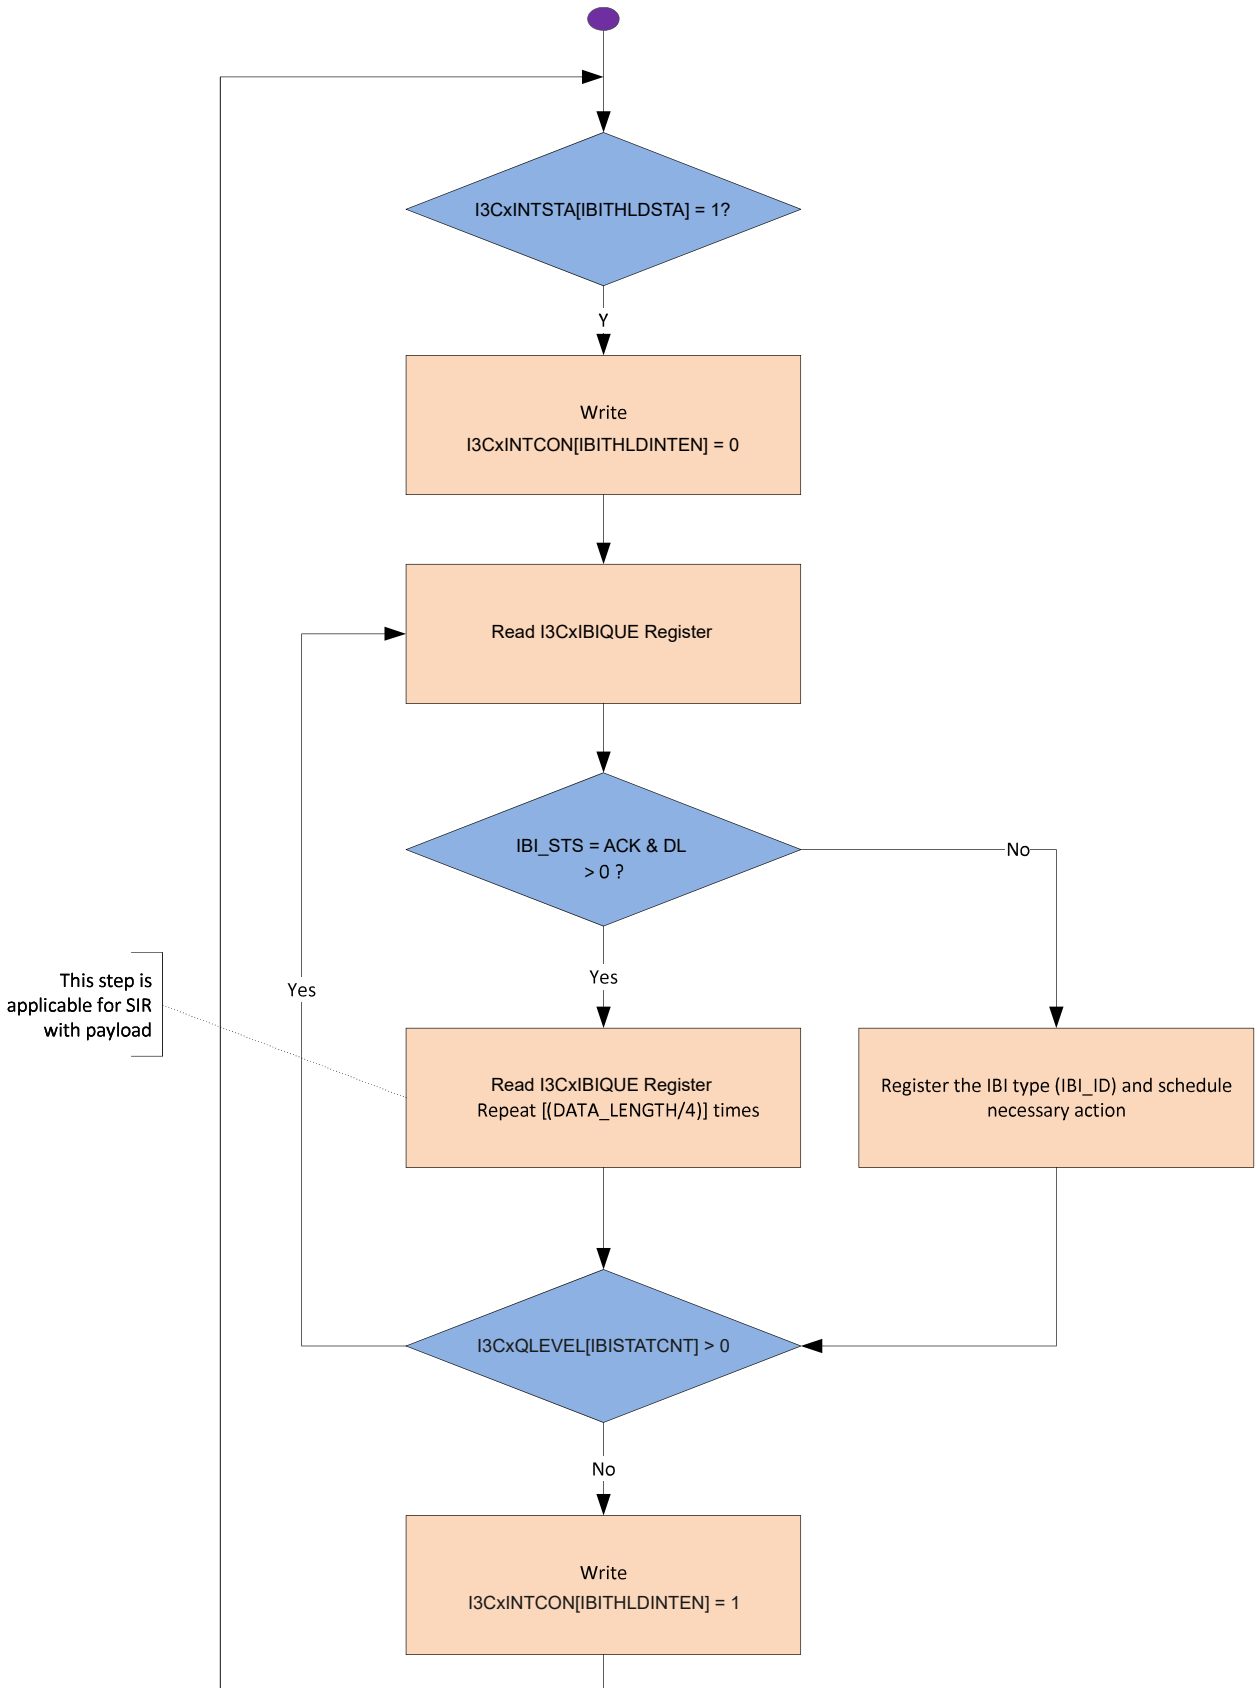 I3CxINTSTA[IBITHLDSTA] = 1?
Y
Write
I3CxINTCON[IBITHLDINTEN] = 0
Read I3CxIBIQUE Register
IBI_STS = ACK & DL
> 0 ?
No
Yes
Yes
This step is
applicable for SIR
with payload
Read I3CxIBIQUE Register
Repeat [(DATA_LENGTH/4)] times
Register the IBI type (IBI_ID) and schedule
necessary action
I3CxQLEVEL[IBISTATCNT] > 0
No
Write
I3CxINTCON[IBITHLDINTEN] = 1